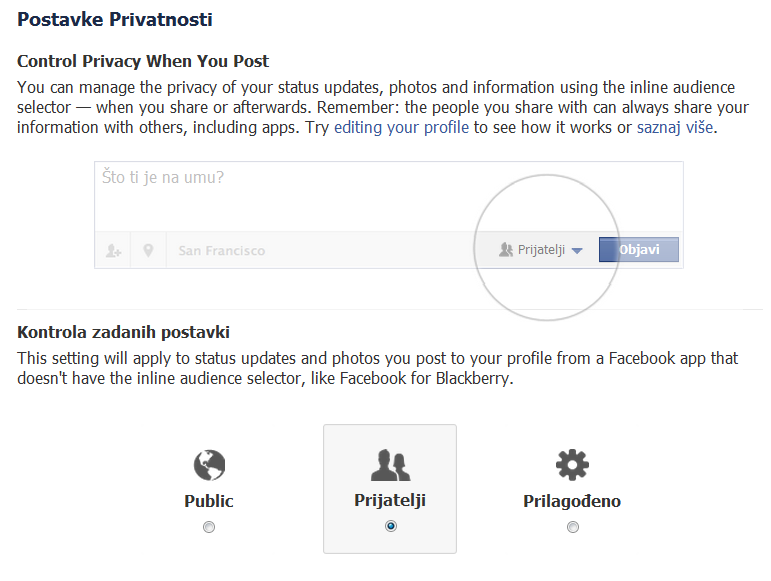 Postavke Privatnosti
Control Privacy When You Post
You can manage the privacy of your status updates, photos and information using the inline audience
selector — when you share or afterwards. Remember: the people you share with can always share your
information with others, including apps. Try editing your profile to see how it works or saznaj više.
Što ti je na umu?
San Francisco Prijatelji Objavi
Kontrola zadanih postavki
This setting will apply to status updates and photos you post to your profile from a Facebook app that
doesn't have the inline audience selector, like Facebook for Blackberry.
Public Prijatelji Prilagođeno